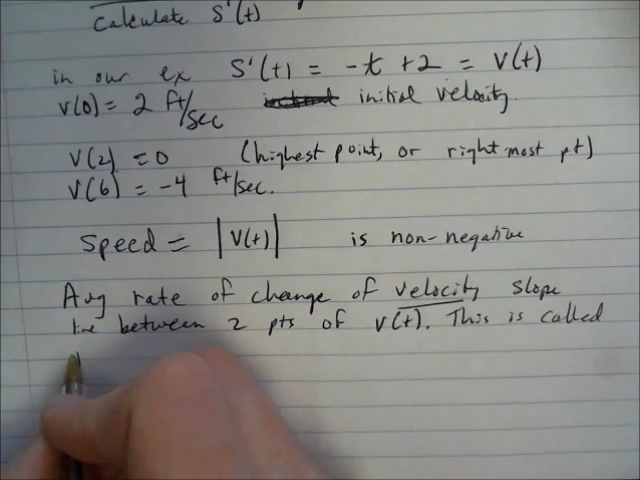 calculate S'(t)
in our ex S'(t) = -t + 2 = V(t)
V(0) = 2 ft/sec initial velocity.
V(2) = 0 (highest point, or right-most pt)
V(6) = -4 ft/sec.
Speed = |V(t)| is non-negative
Avg rate of change of velocity slope
line between 2 pts of V(t). This is called